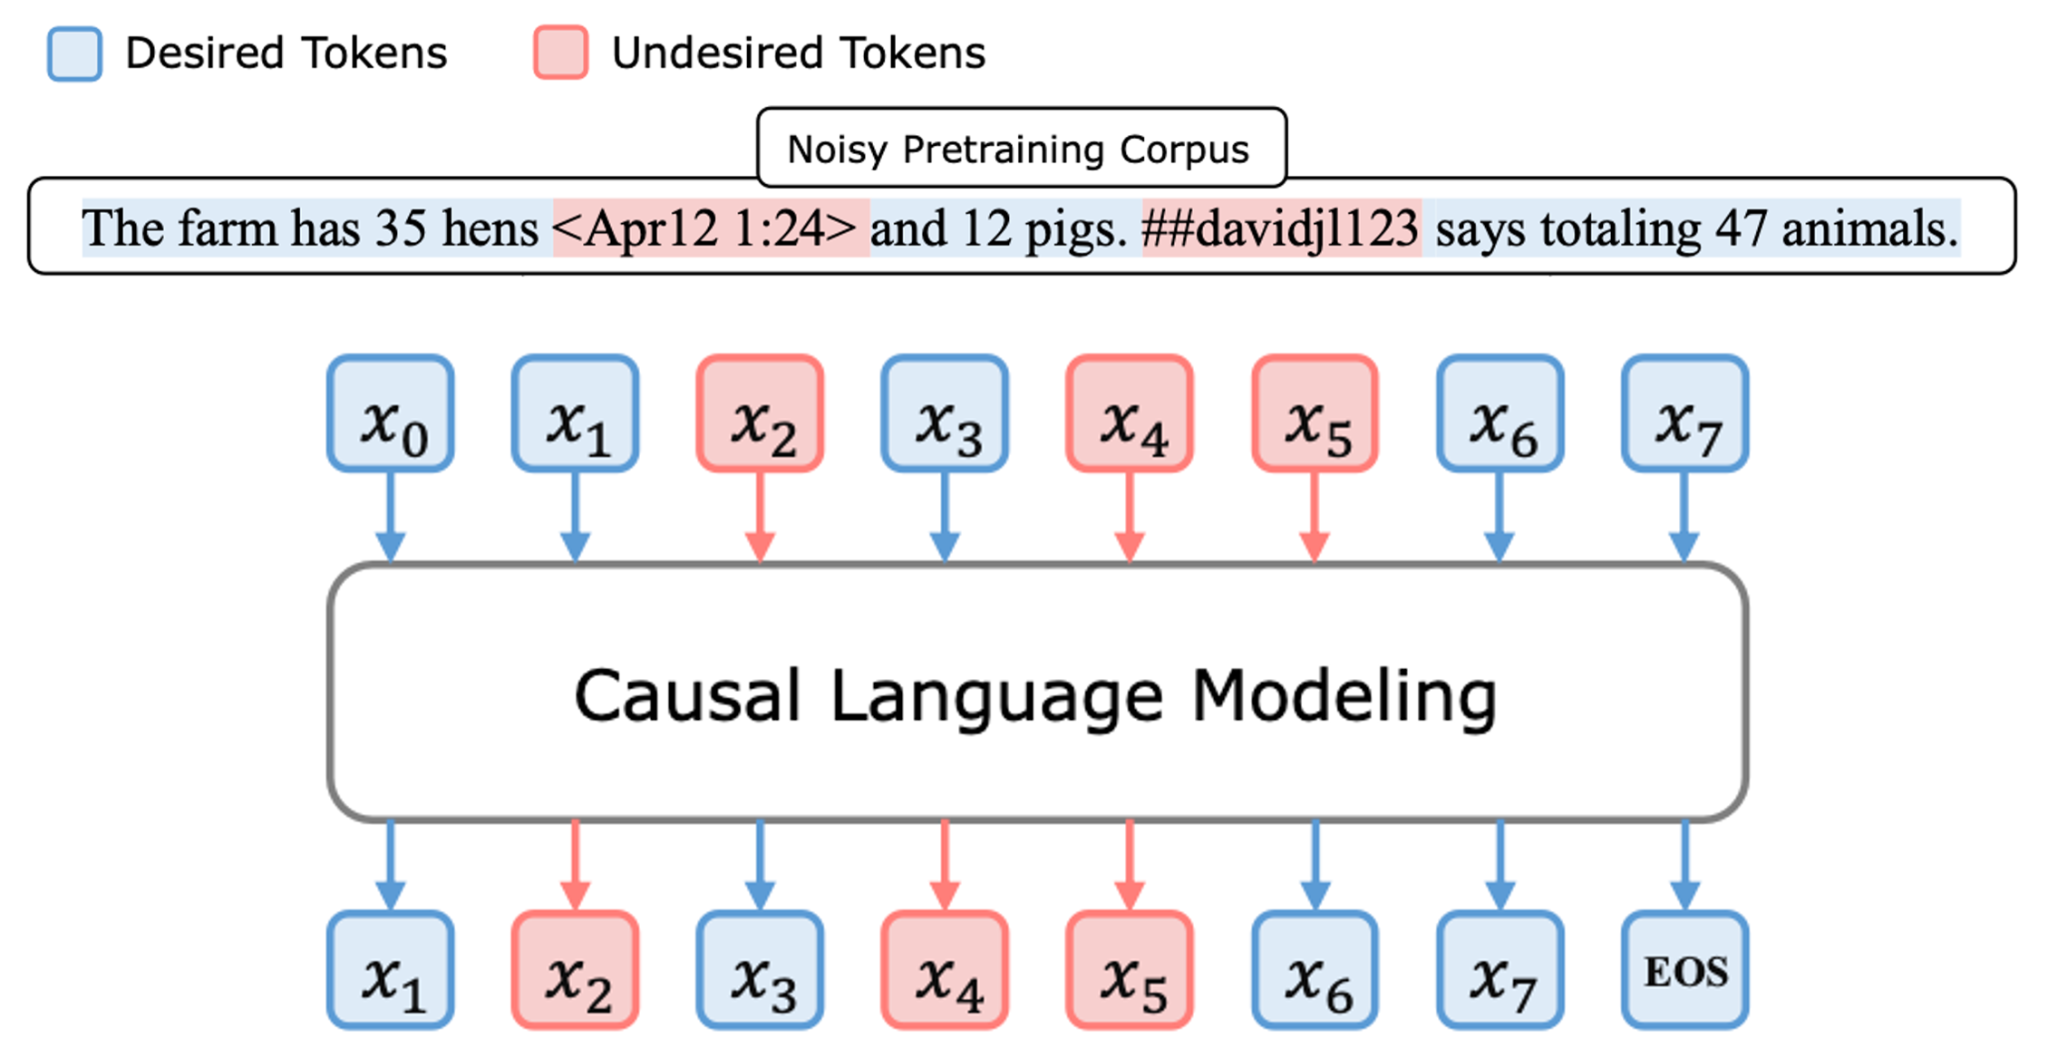 Desired Tokens Undesired Tokens
Noisy Pretraining Corpus
The farm has 35 hens <Apr12 1:24> and 12 pigs. ##davidjl123 says totaling 47 animals.
x₀ x₁ x₂ x₃ x₄ x₅ x₆ x₇
Causal Language Modeling
x₁ x₂ x₃ x₄ x₅ x₆ x₇ EOS